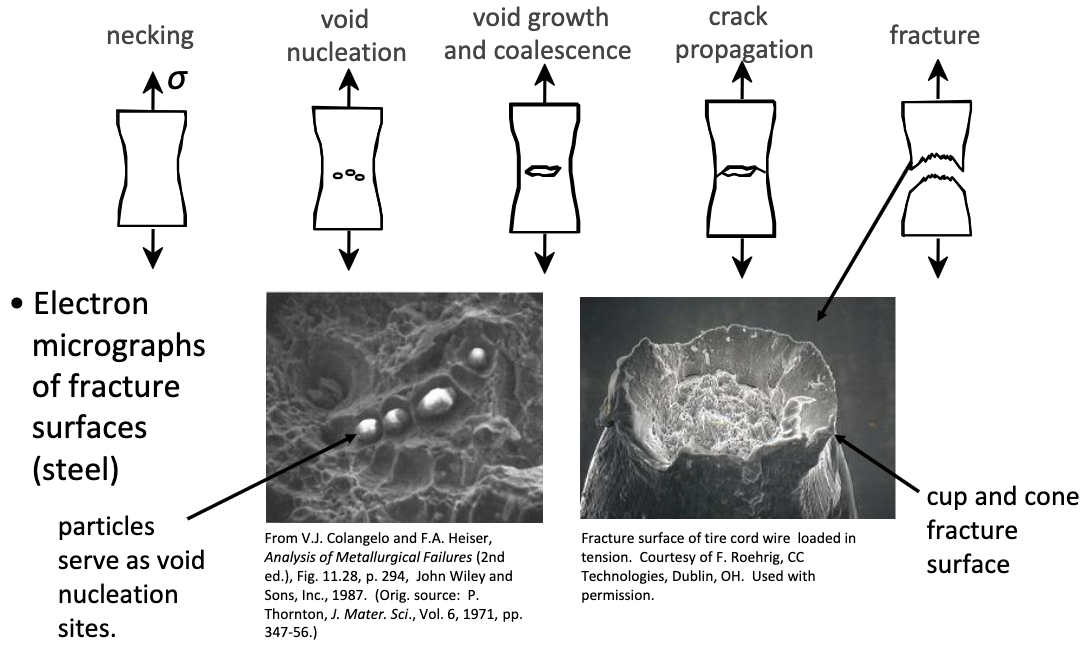 necking
void
nucleation
void growth
and coalescence
crack
propagation
fracture
σ
• Electron
micrographs
of fracture
surfaces
(steel)
particles
serve as void
nucleation
sites.
From V.J. Colangelo and F.A. Heiser,
Analysis of Metallurgical Failures (2nd
ed.), Fig. 11.28, p. 294, John Wiley and
Sons, Inc., 1987. (Orig. source: P.
Thornton, J. Mater. Sci., Vol. 6, 1971, pp.
347-56.)
Fracture surface of tire cord wire loaded in
tension. Courtesy of F. Roehrig, CC
Technologies, Dublin, OH. Used with
permission.
cup and cone
fracture
surface